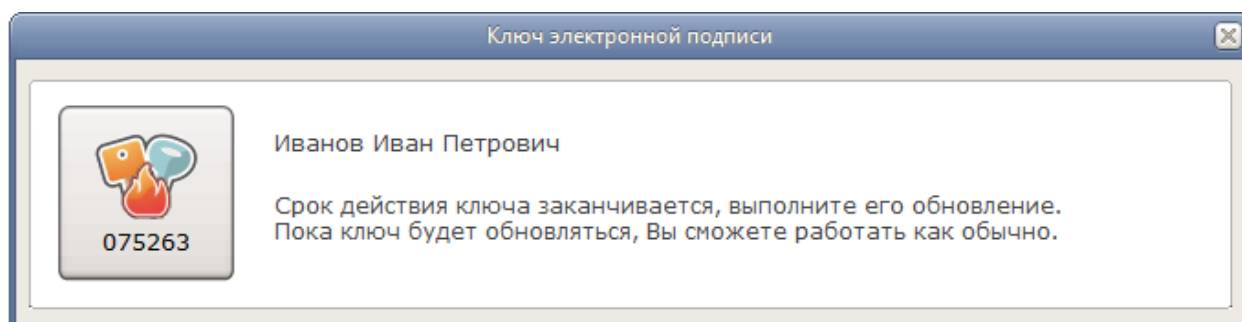 Ключ электронной подписи
Иванов Иван Петрович
Срок действия ключа заканчивается, выполните его обновление.
Пока ключ будет обновляться, Вы сможете работать как обычно.
075263